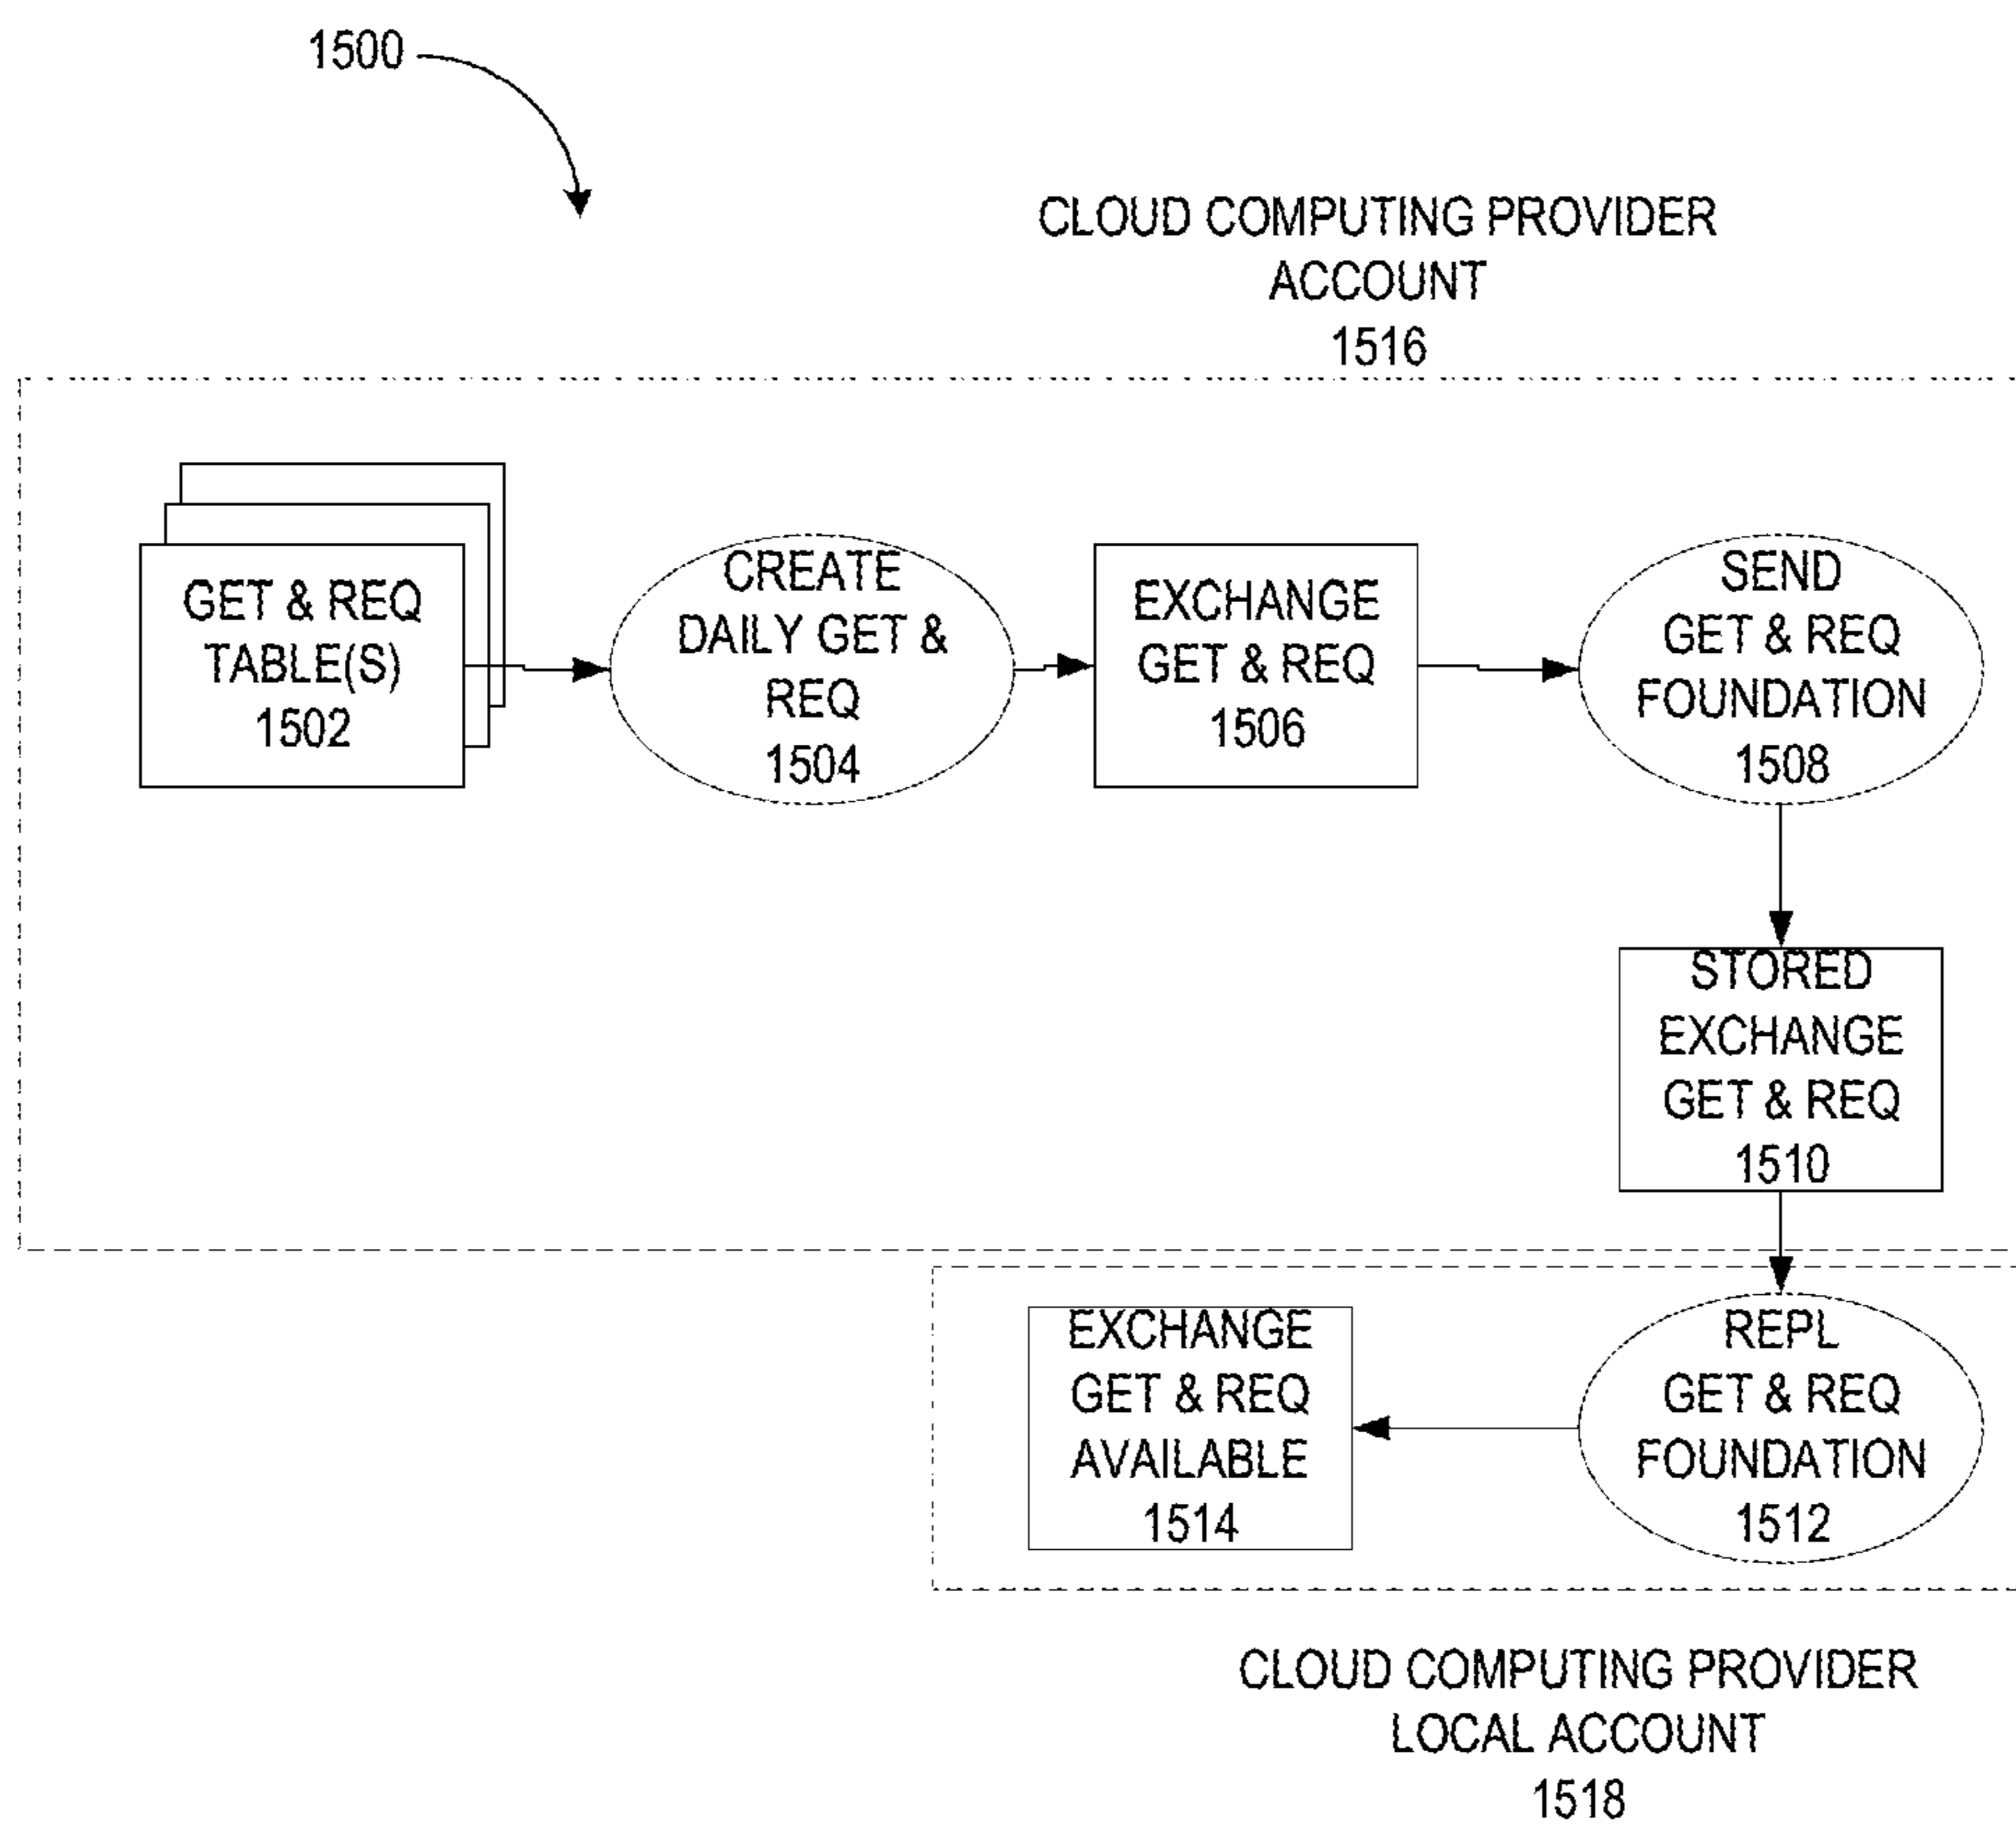 1500
CLOUD COMPUTING PROVIDER
ACCOUNT
1516
GET & REQ
TABLE(S)
1502
CREATE
DAILY GET &
REQ
1504
EXCHANGE
GET & REQ
1506
SEND
GET & REQ
FOUNDATION
1508
STORED
EXCHANGE
GET & REQ
1510
REPL
GET & REQ
FOUNDATION
1512
EXCHANGE
GET & REQ
AVAILABLE
1514
CLOUD COMPUTING PROVIDER
LOCAL ACCOUNT
1518